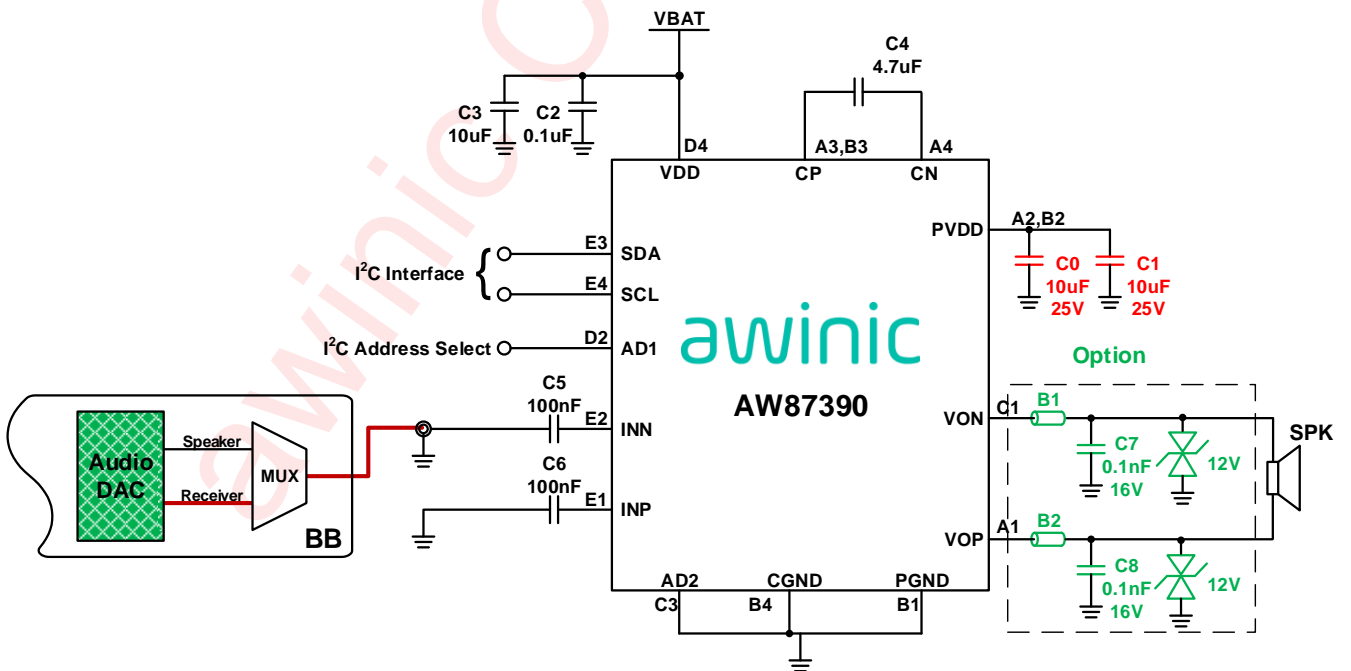 VBAT
C4
4.7uF
C3
10uF
C2
0.1uF
D4
A3,B3
A4
VDD
CP
CN
PVDD
A2,B2
C0
10uF
25V
C1
10uF
25V
I²C Interface
{
E3
SDA
E4
SCL
I²C Address Select
D2
AD1
awinic
AW87390
Option
C5
100nF
E2
INN
C6
100nF
E1
INP
Audio
DAC
Speaker
Receiver
MUX
BB
VON
C1
B1
C7
0.1nF
16V
12V
SPK
VOP
A1
B2
C8
0.1nF
16V
12V
AD2
CGND
PGND
C3
B4
B1
awinic C